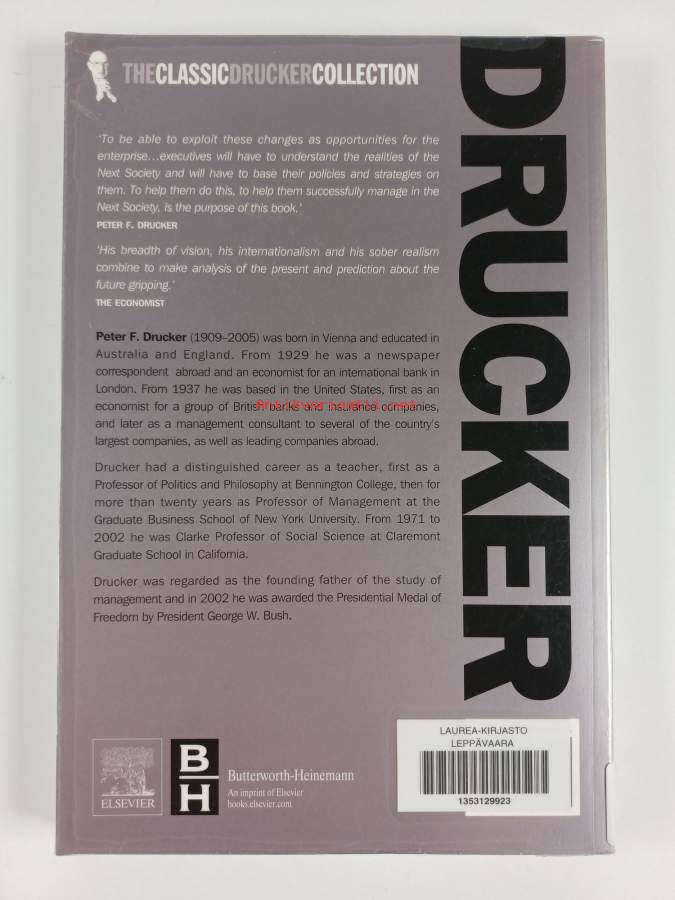 THECLASSICDRUCKERCOLLECTION
DRUCKER
‘To be able to exploit these changes as opportunities for the
enterprise...executives will have to understand the realities of the
Next Society and will have to base their policies and strategies on
them. To help them do this, to help them successfully manage in the
Next Society, is the purpose of this book,’
PETER F. DRUCKER
‘His breadth of vision, his internationalism and his sober realism
combine to make analysis of the present and prediction about the
future gripping.’
THE ECONOMIST
Peter F. Drucker (1909–2005) was born in Vienna and educated in
Australia and England. From 1929 he was a newspaper
correspondent abroad and an economist for an international bank in
London. From 1937 he was based in the United States, first as an
economist for a group of British banks and insurance companies,
and later as a management consultant to several of the country's
largest companies, as well as leading companies abroad.
Drucker had a distinguished career as a teacher, first as a
Professor of Politics and Philosophy at Bennington College, then for
more than twenty years as Professor of Management at the
Graduate Business School of New York University. From 1971 to
2002 he was Clarke Professor of Social Science at Claremont
Graduate School in California.
Drucker was regarded as the founding father of the study of
management and in 2002 he was awarded the Presidential Medal of
Freedom by President George W. Bush.
ELSEVIER
B
H
Butterworth-Heinemann
An imprint of Elsevier
books.elsevier.com
LAUREA-KIRJASTO
LEPPÄVAARA
1353129923